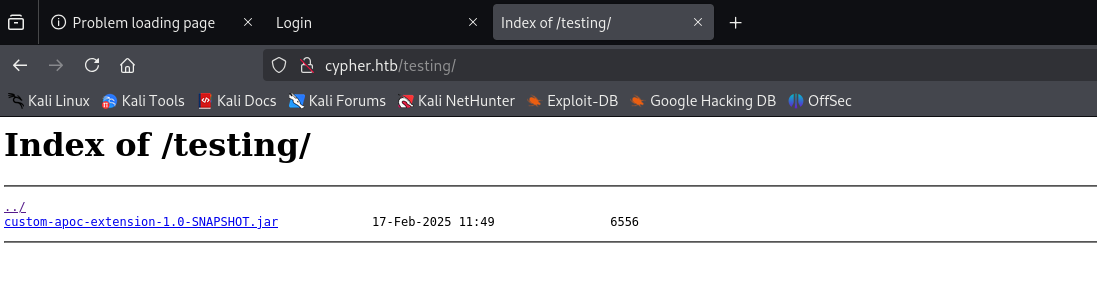 Problem loading page
Login
Index of /testing/
cypher.htb/testing/
Kali Linux Kali Tools Kali Docs Kali Forums Kali NetHunter Exploit-DB Google Hacking DB OffSec
Index of /testing/
../
custom-apoc-extension-1.0-SNAPSHOT.jar 17-Feb-2025 11:49 6556